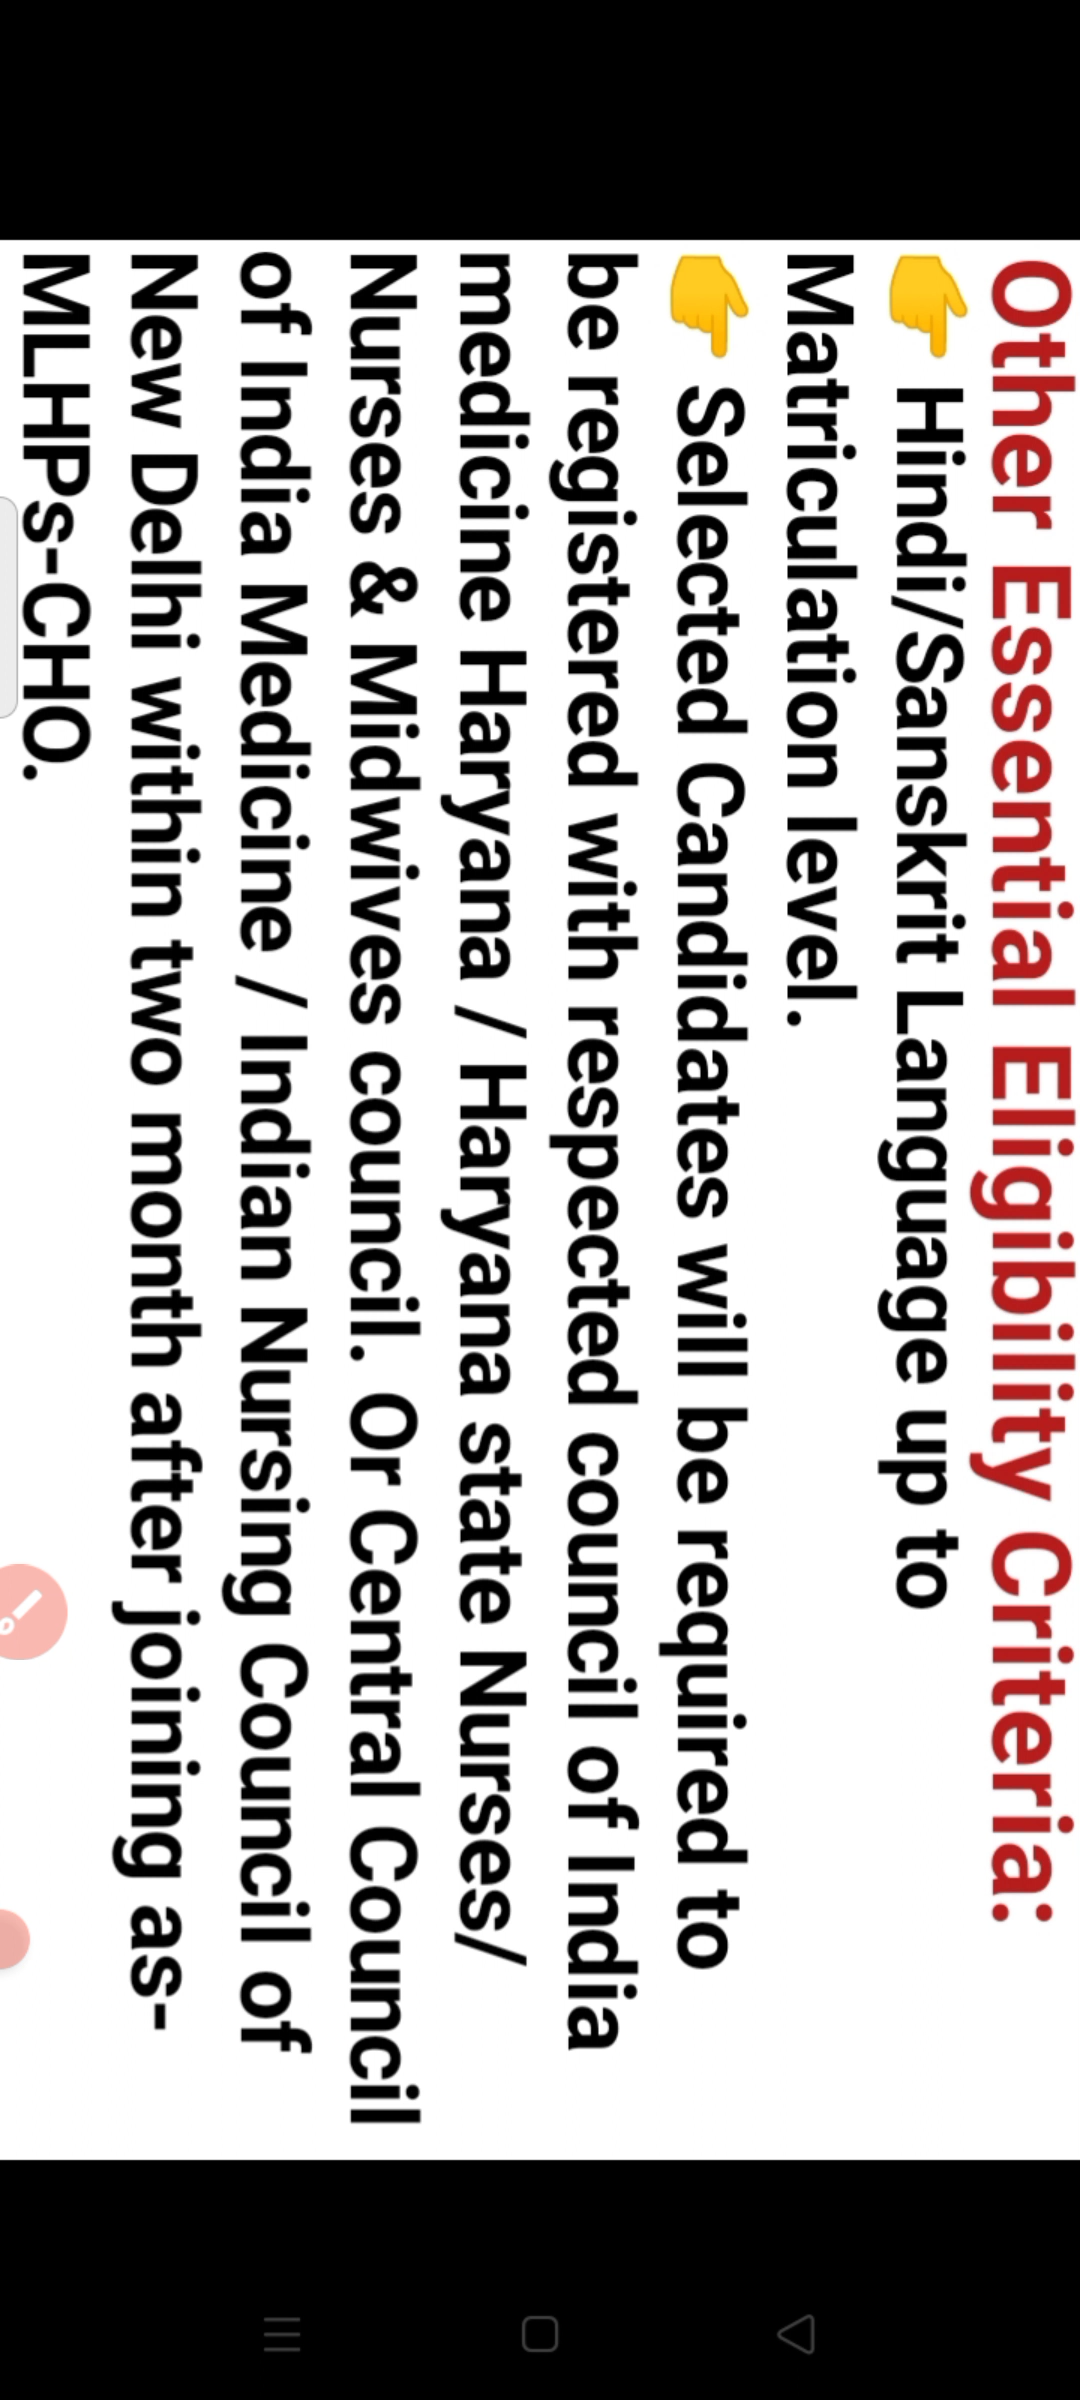 Other Essential Eligibility Criteria:
👉 Hindi/Sanskrit Language up to
Matriculation level.
👉 Selected Candidates will be required to
be registered with respected council of India
medicine Haryana / Haryana state Nurses/
Nurses & Midwives council. Or Central Council
of India Medicine / Indian Nursing Council of
New Delhi within two month after joining as-
MLHPs-CHO.